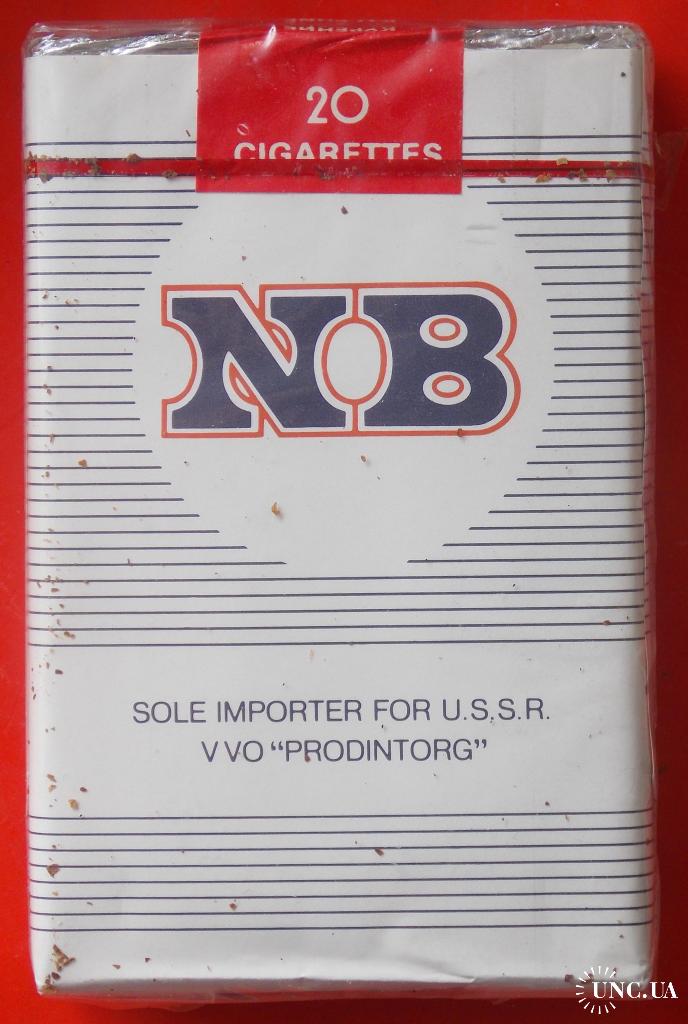 20
CIGARETTES
NB
SOLE IMPORTER FOR U.S.S.R.
V VO “PRODINTORG”
UNC.UA